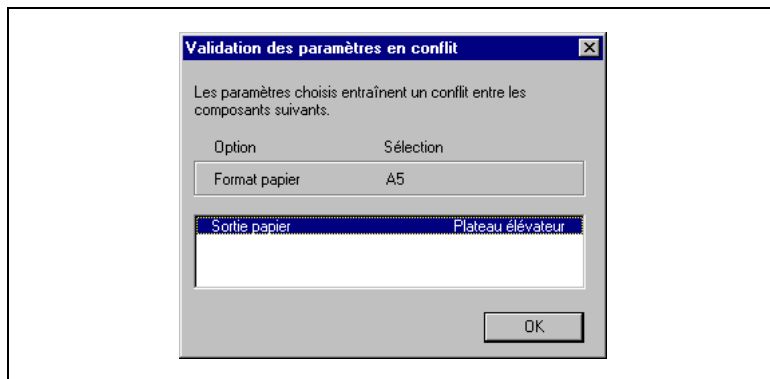 Validation des paramètres en conflit
Les paramètres choisis entraînent un conflit entre les
composants suivants.
Option Sélection
Format papier A5
Sortie papier Plateau élévateur
OK